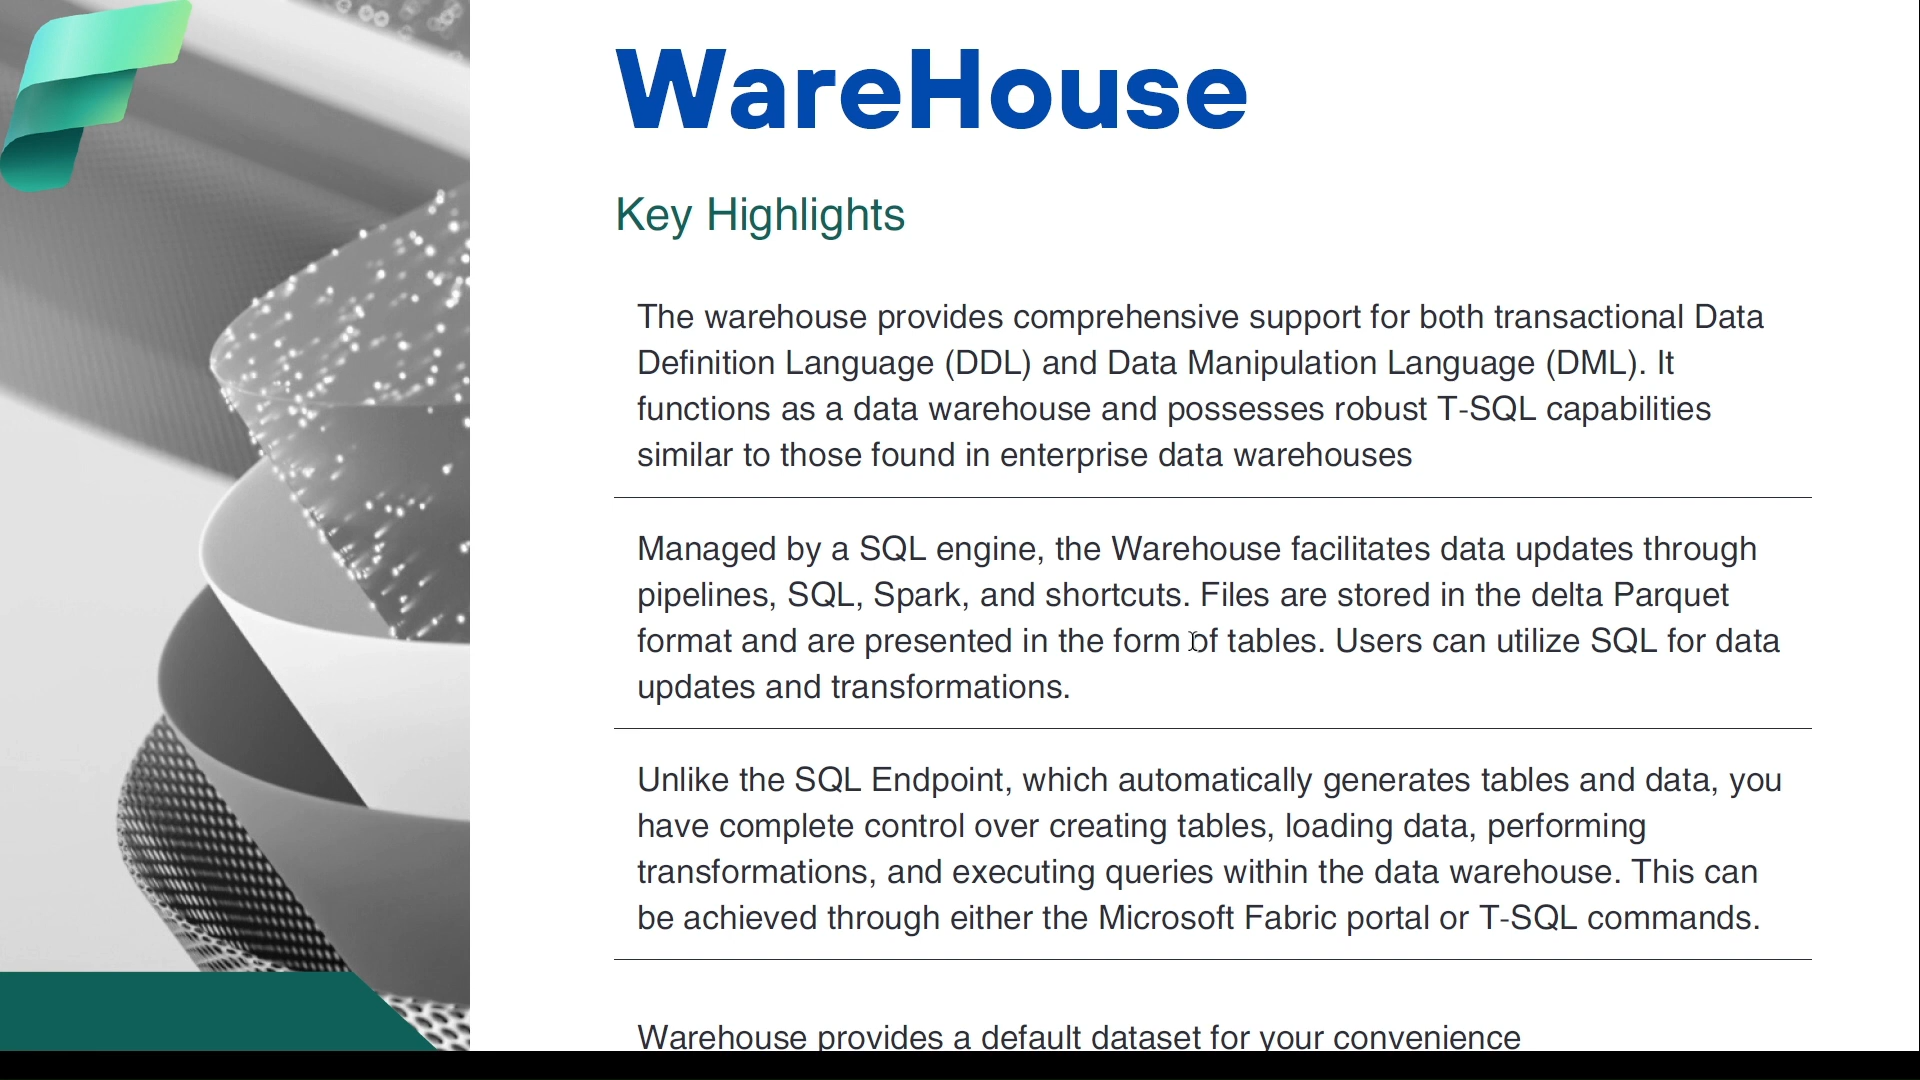 WareHouse
Key Highlights
The warehouse provides comprehensive support for both transactional Data
Definition Language (DDL) and Data Manipulation Language (DML). It
functions as a data warehouse and possesses robust T-SQL capabilities
similar to those found in enterprise data warehouses
Managed by a SQL engine, the Warehouse facilitates data updates through
pipelines, SQL, Spark, and shortcuts. Files are stored in the delta Parquet
format and are presented in the form of tables. Users can utilize SQL for data
updates and transformations.
Unlike the SQL Endpoint, which automatically generates tables and data, you
have complete control over creating tables, loading data, performing
transformations, and executing queries within the data warehouse. This can
be achieved through either the Microsoft Fabric portal or T-SQL commands.
Warehouse provides a default dataset for your convenience